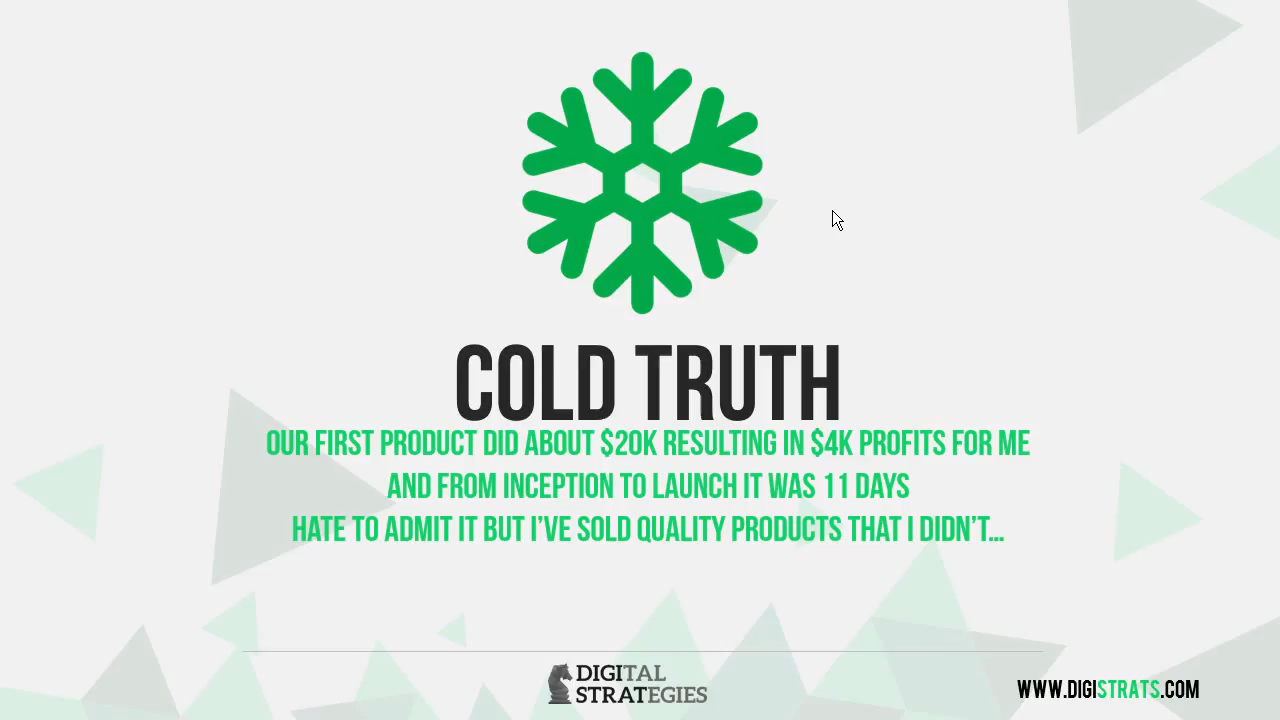 COLD TRUTH
OUR FIRST PRODUCT DID ABOUT $20K RESULTING IN $4K PROFITS FOR ME
AND FROM INCEPTION TO LAUNCH IT WAS 11 DAYS
HATE TO ADMIT IT BUT I'VE SOLD QUALITY PRODUCTS THAT I DIDN'T...
DIGITAL
STRATEGIES
WWW.DIGISTRATS.COM